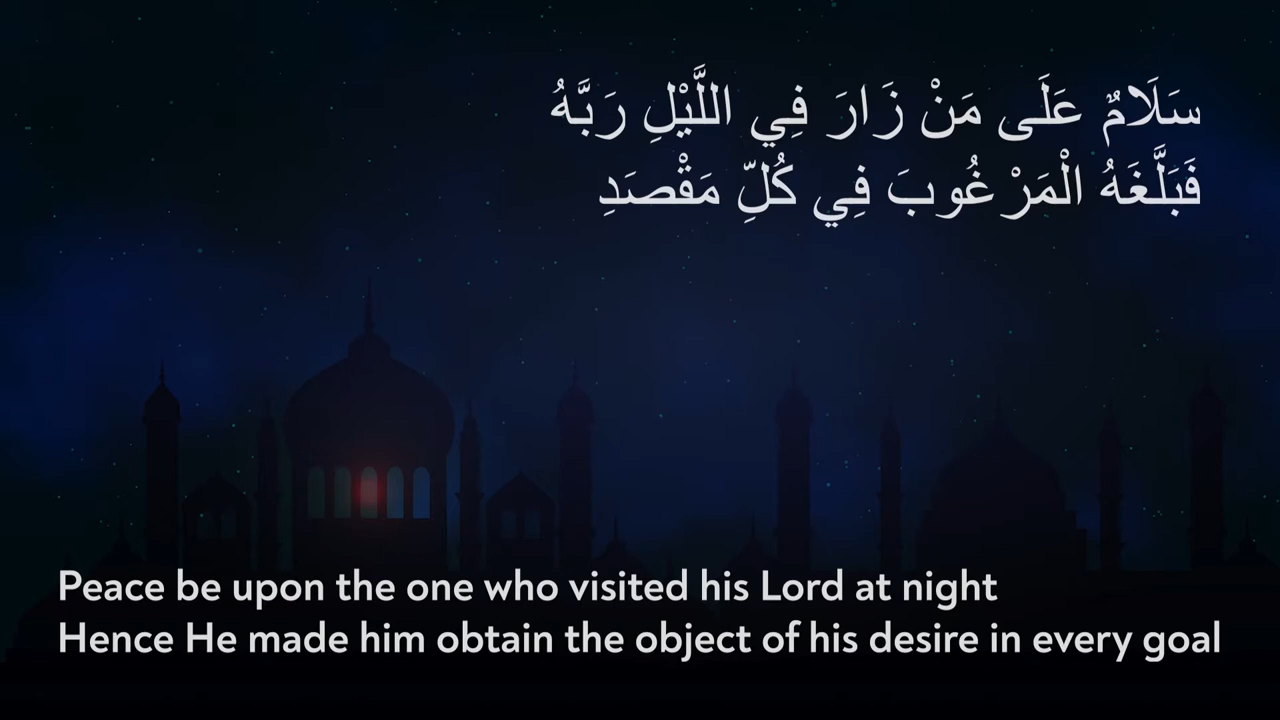 سَلَامٌ عَلَى مَنْ زَارَ فِي اللَّيْلِ رَبَّهُ
فَبَلَّغَهُ الْمَرْغُوبَ فِي كُلِّ مَقْصَدِ
Peace be upon the one who visited his Lord at night
Hence He made him obtain the object of his desire in every goal